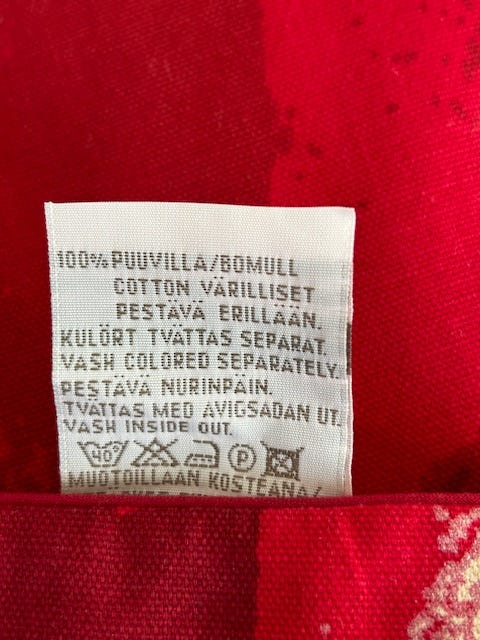 100% PUUVILLA/BOMULL
COTTON VÄRILLISET
PESTÄVÄ ERILLÄÄN.
KULÖRT TVÄTTAS SEPARAT.
VASH COLORED SEPARATELY.
PESTÄVÄ NURINPÄIN.
TVÄTTAS MED AVIGSADAN UT.
VASH INSIDE OUT.
40° P
MUOTOILLAAN KOSTEANA/